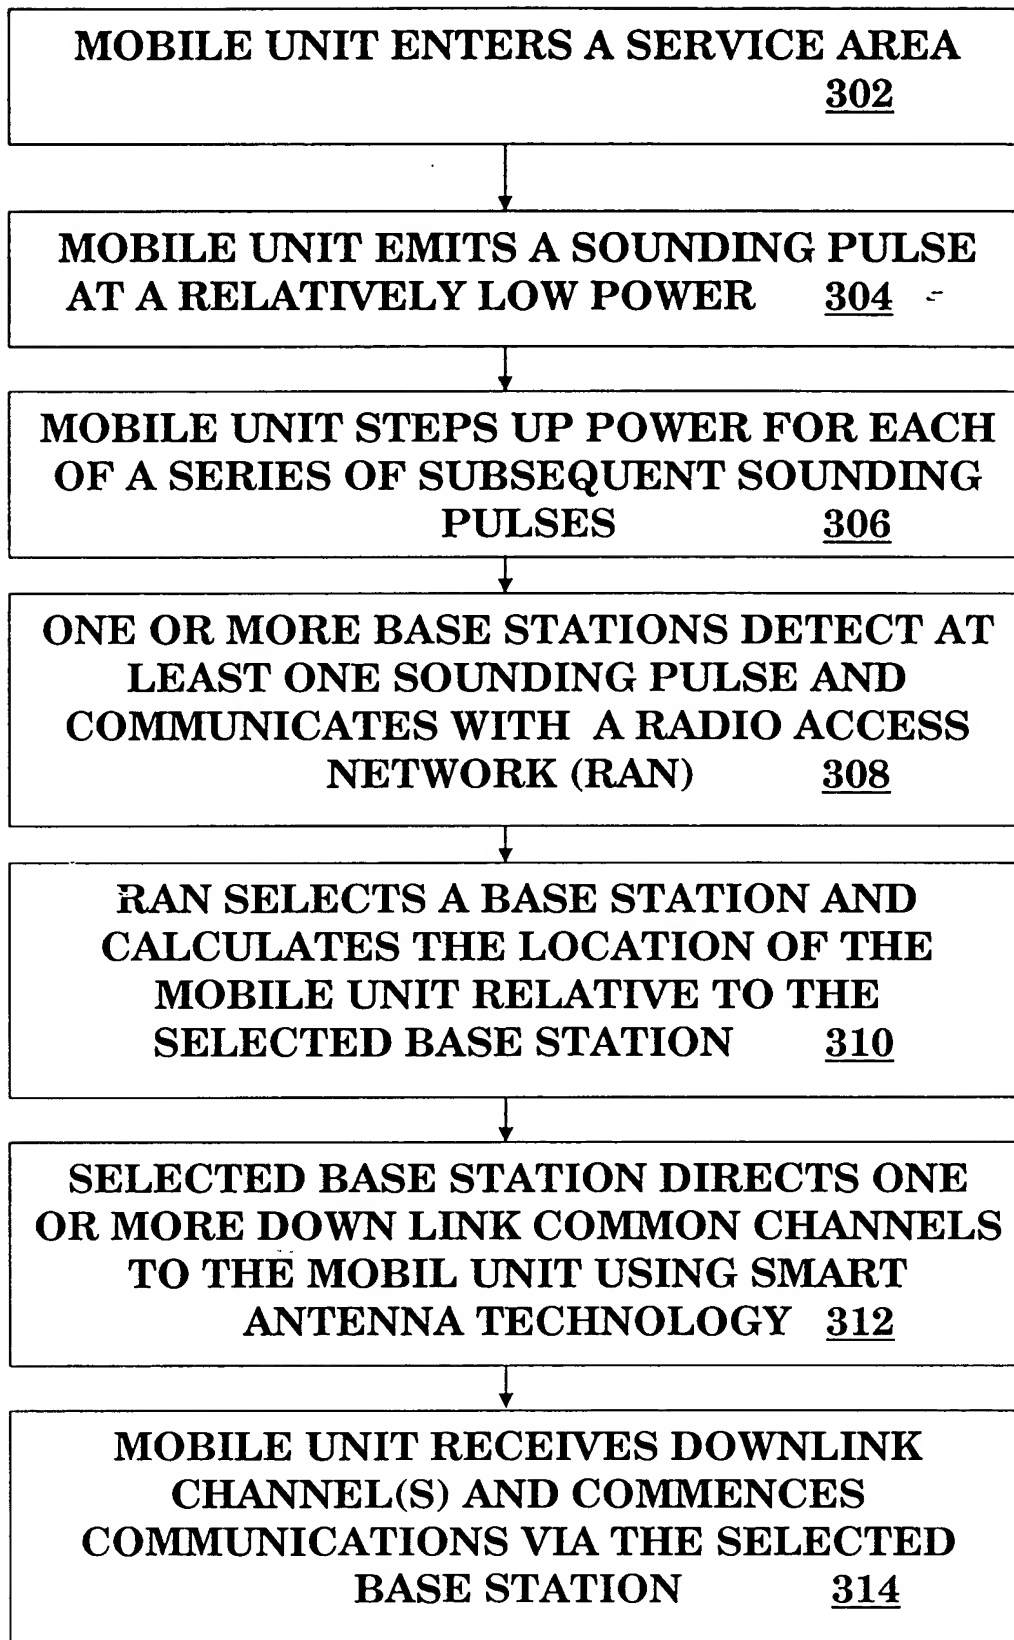 MOBILE UNIT ENTERS A SERVICE AREA
302
MOBILE UNIT EMITS A SOUNDING PULSE
AT A RELATIVELY LOW POWER 304
MOBILE UNIT STEPS UP POWER FOR EACH
OF A SERIES OF SUBSEQUENT SOUNDING
PULSES 306
ONE OR MORE BASE STATIONS DETECT AT
LEAST ONE SOUNDING PULSE AND
COMMUNICATES WITH A RADIO ACCESS
NETWORK (RAN) 308
RAN SELECTS A BASE STATION AND
CALCULATES THE LOCATION OF THE
MOBILE UNIT RELATIVE TO THE
SELECTED BASE STATION 310
SELECTED BASE STATION DIRECTS ONE
OR MORE DOWN LINK COMMON CHANNELS
TO THE MOBIL UNIT USING SMART
ANTENNA TECHNOLOGY 312
MOBILE UNIT RECEIVES DOWNLINK
CHANNEL(S) AND COMMENCES
COMMUNICATIONS VIA THE SELECTED
BASE STATION 314